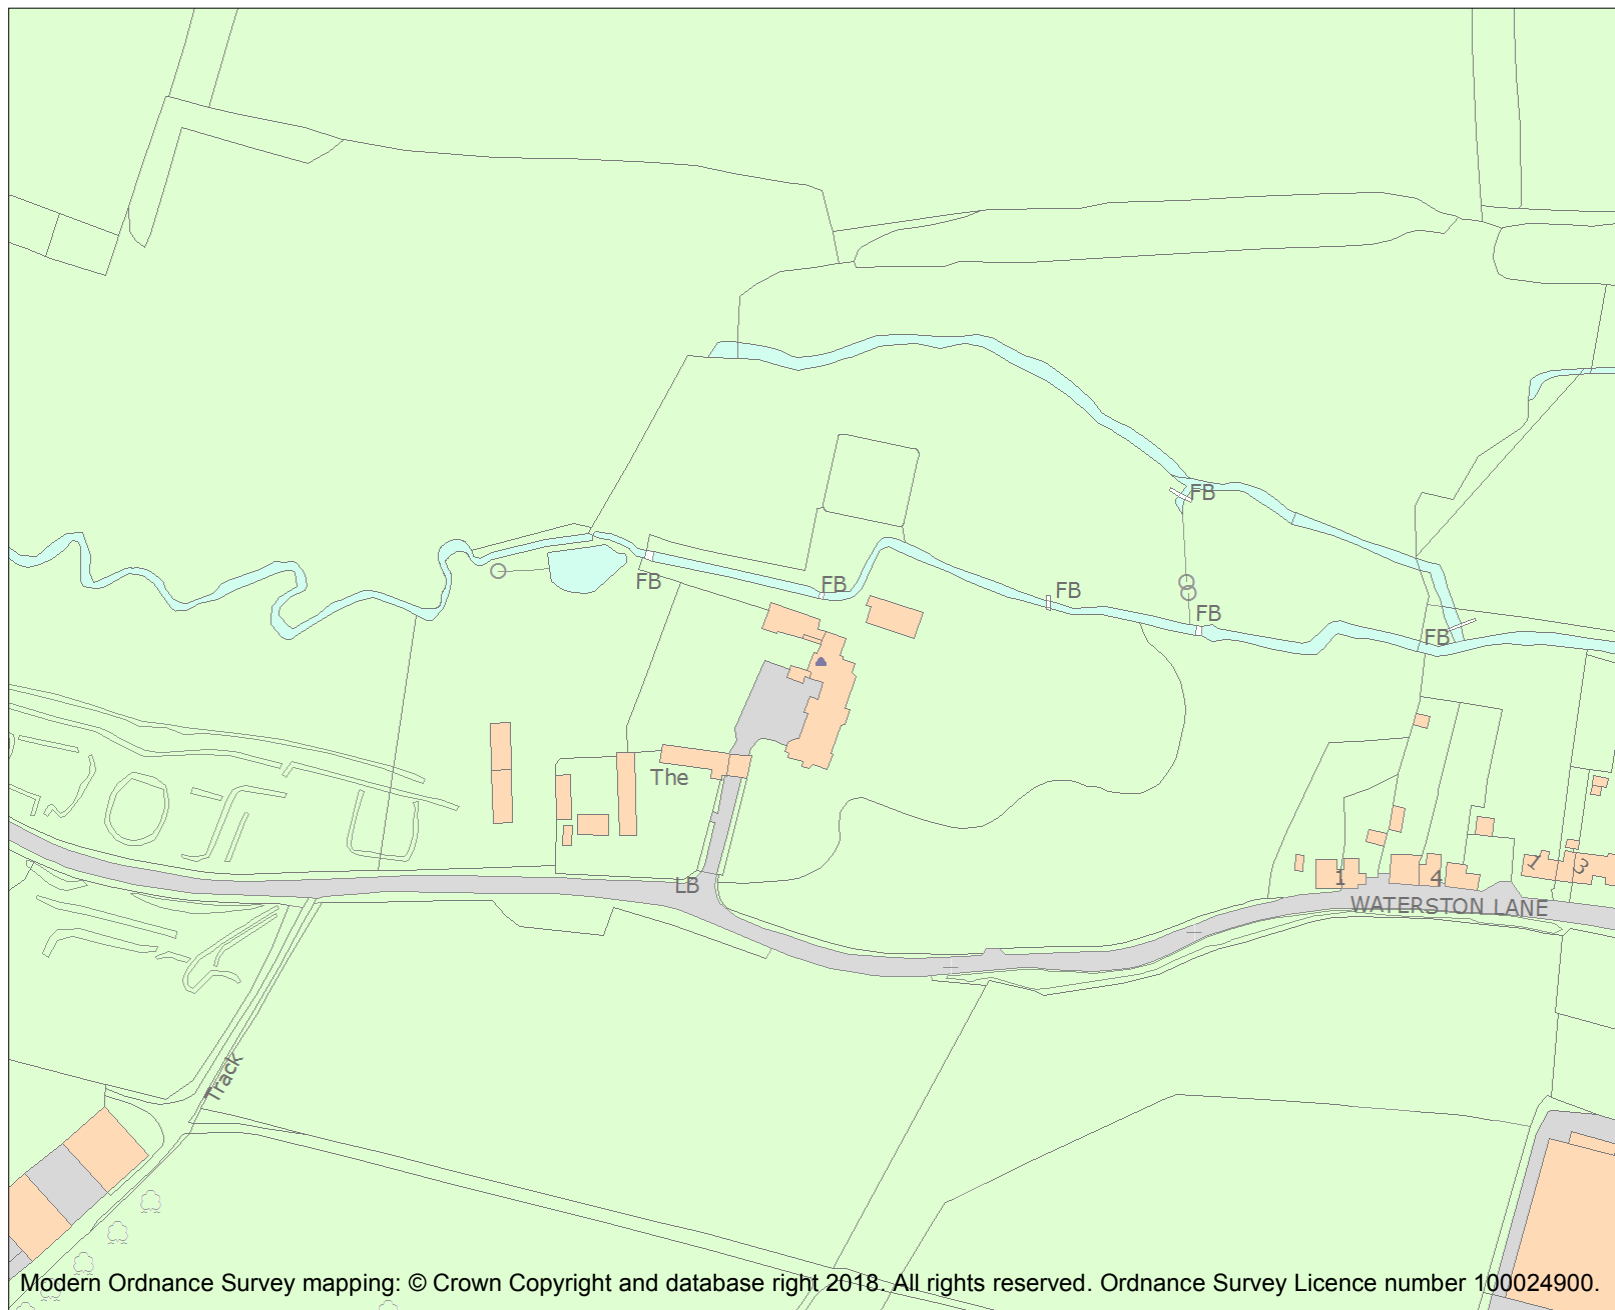 FB
FB
FB
FB
FB
FB
The
LB
1
4
1
3
WATERSTON LANE
Track
Modern Ordnance Survey mapping: © Crown Copyright and database right 2018. All rights reserved. Ordnance Survey Licence number 100024900.